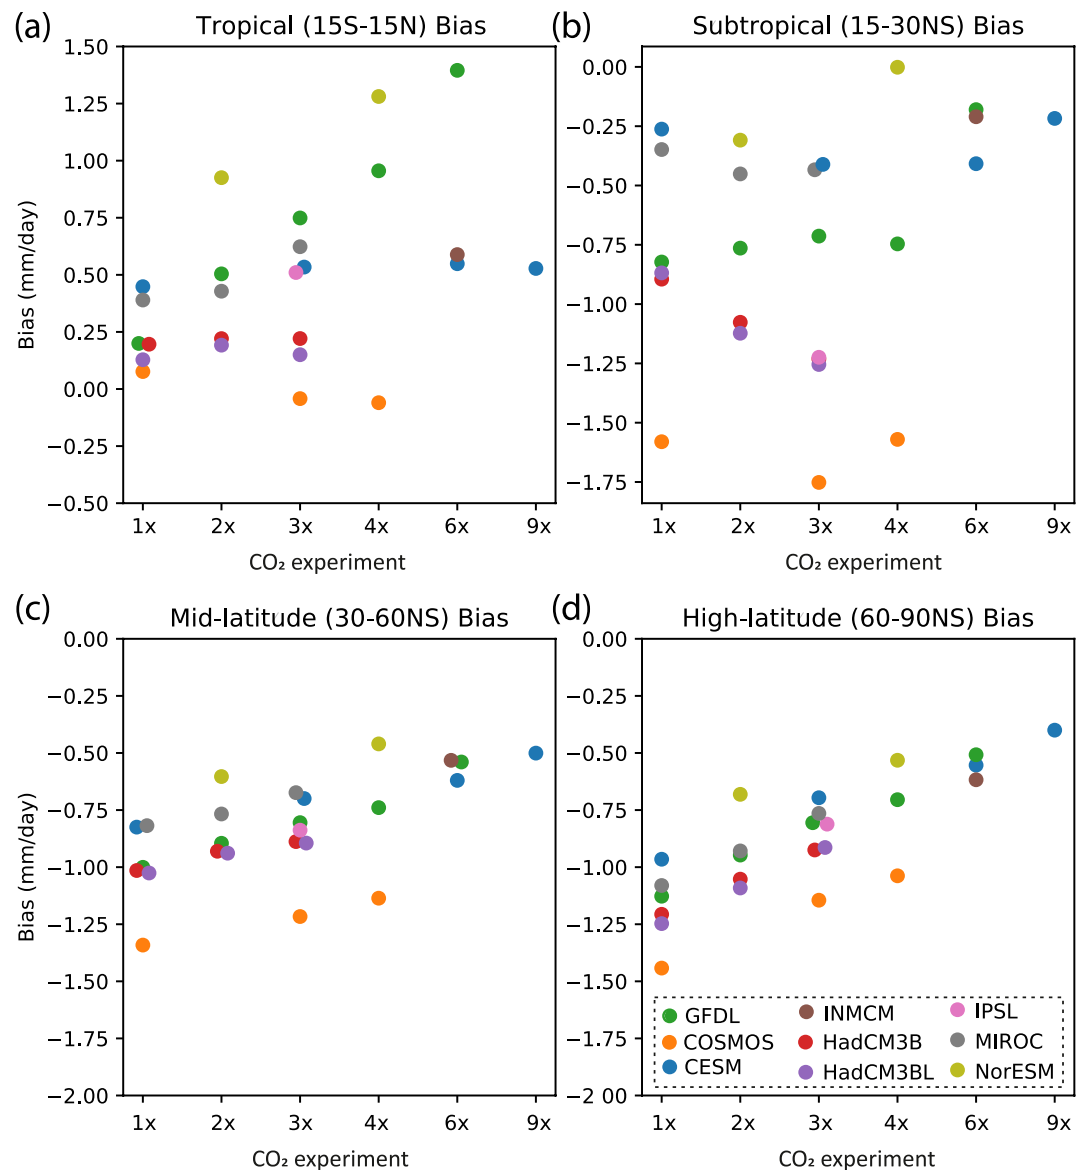 (a) Tropical (15S-15N) Bias
1.50
1.25
1.00
0.75
0.50
0.25
0.00
−0.25
−0.50
Bias (mm/day)
1x 2x 3x 4x 6x 9x
CO₂ experiment
(b) Subtropical (15-30NS) Bias
0.00
−0.25
−0.50
−0.75
−1.00
−1.25
−1.50
−1.75
1x 2x 3x 4x 6x 9x
CO₂ experiment
(c) Mid-latitude (30-60NS) Bias
0.00
−0.25
−0.50
−0.75
−1.00
−1.25
−1.50
−1.75
−2.00
Bias (mm/day)
1x 2x 3x 4x 6x 9x
CO₂ experiment
(d) High-latitude (60-90NS) Bias
0.00
−0.25
−0.50
−0.75
−1.00
−1.25
−1.50
−1.75
−2 00
GFDL
COSMOS
CESM
INMCM
HadCM3B
HadCM3BL
IPSL
MIROC
NorESM
1x 2x 3x 4x 6x 9x
CO₂ experiment